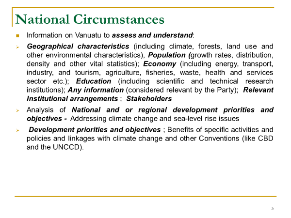 National Circumstances
Information on Vanuatu to assess and understand:
Geographical characteristics (including climate, forests, land use and
other environmental characteristics), Population (growth rates, distribution,
density and other vital statistics); Economy (including energy, transport,
industry, and tourism, agriculture, fisheries, waste, health and services
sector etc.); Education (including scientific and technical research
institutions); Any information (considered relevant by the Party); Relevant
Institutional arrangements ; Stakeholders
Analysis of National and or regional development priorities and
objectives - Addressing climate change and sea-level rise issues
Development priorities and objectives ; Benefits of specific activities and
policies and linkages with climate change and other Conventions (like CBD
and the UNCCD).